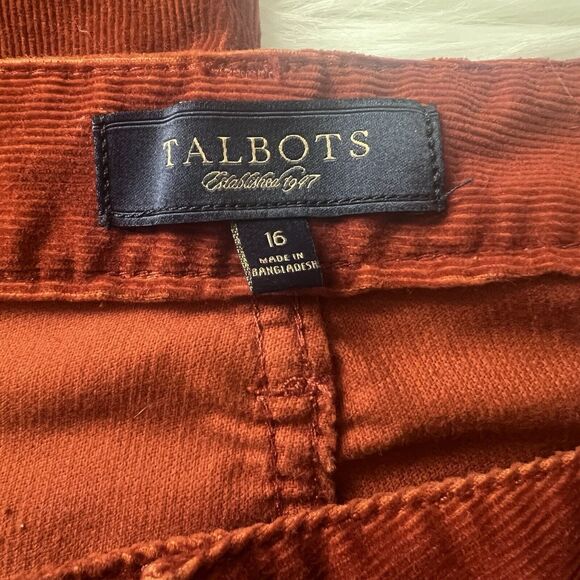 TALBOTS
Established 1947
16
MADE IN
BANGLADESH